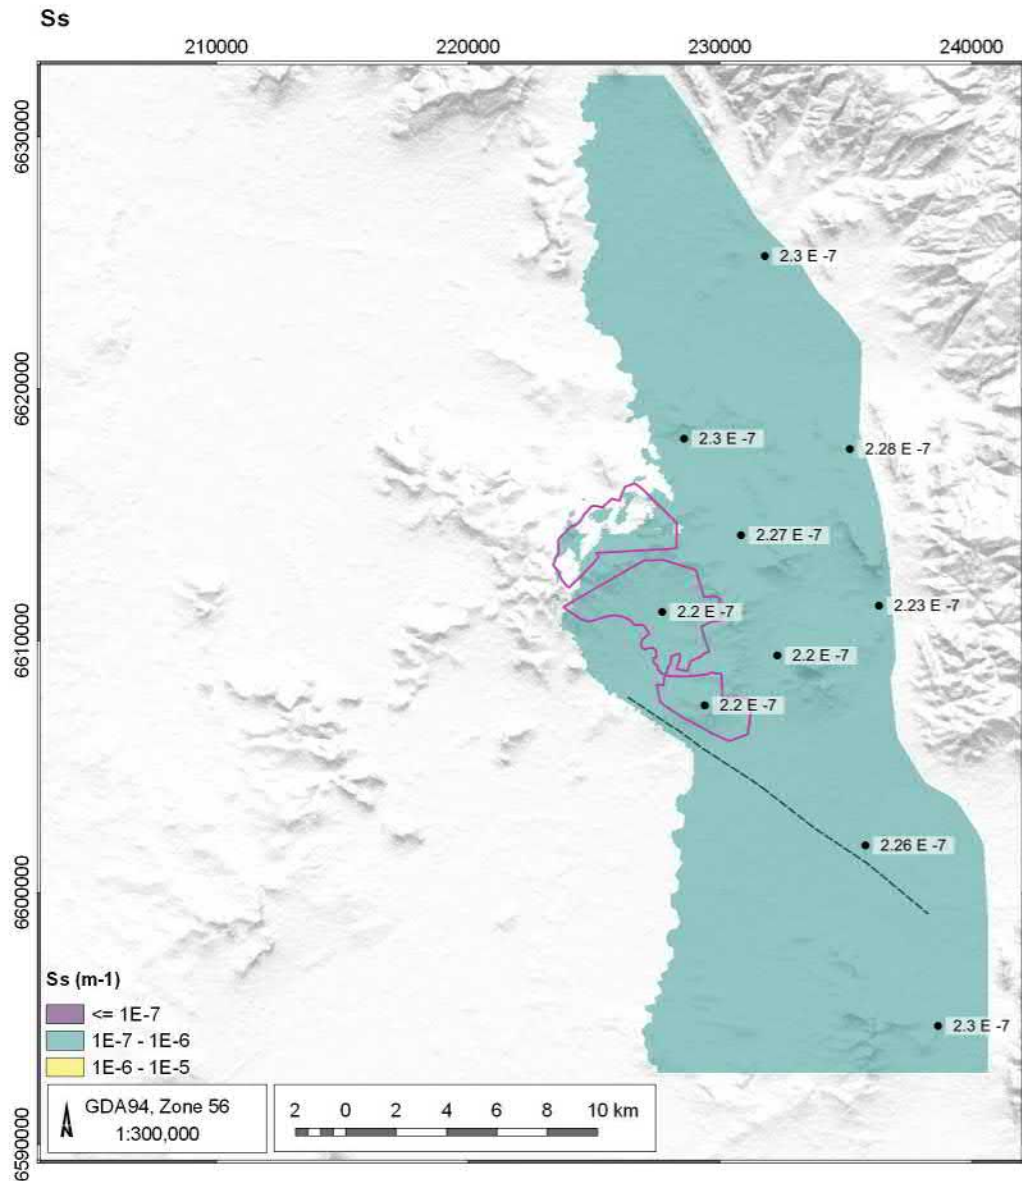 Ss
210000 220000 230000 240000
6630000
2.3 E -7
6620000
2.3 E -7
2.28 E -7
2.27 E -7
2.2 E -7
2.23 E -7
6610000
2.2 E -7
2.2 E -7
2.26 E -7
6600000
Ss (m-1)
<= 1E-7
2.3 E -7
1E-7 - 1E-6
1E-6 - 1E-5
GDA94, Zone 56
1:300,000
2 0 2 4 6 8 10 km
6590000